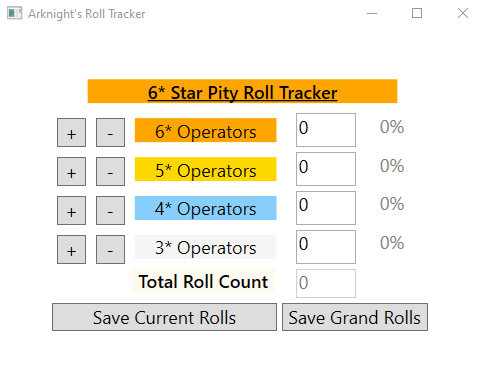 Arknight's Roll Tracker
6* Star Pity Roll Tracker
+ - 6* Operators 0 0%
+ - 5* Operators 0 0%
+ - 4* Operators 0 0%
+ - 3* Operators 0 0%
Total Roll Count 0
Save Current Rolls Save Grand Rolls